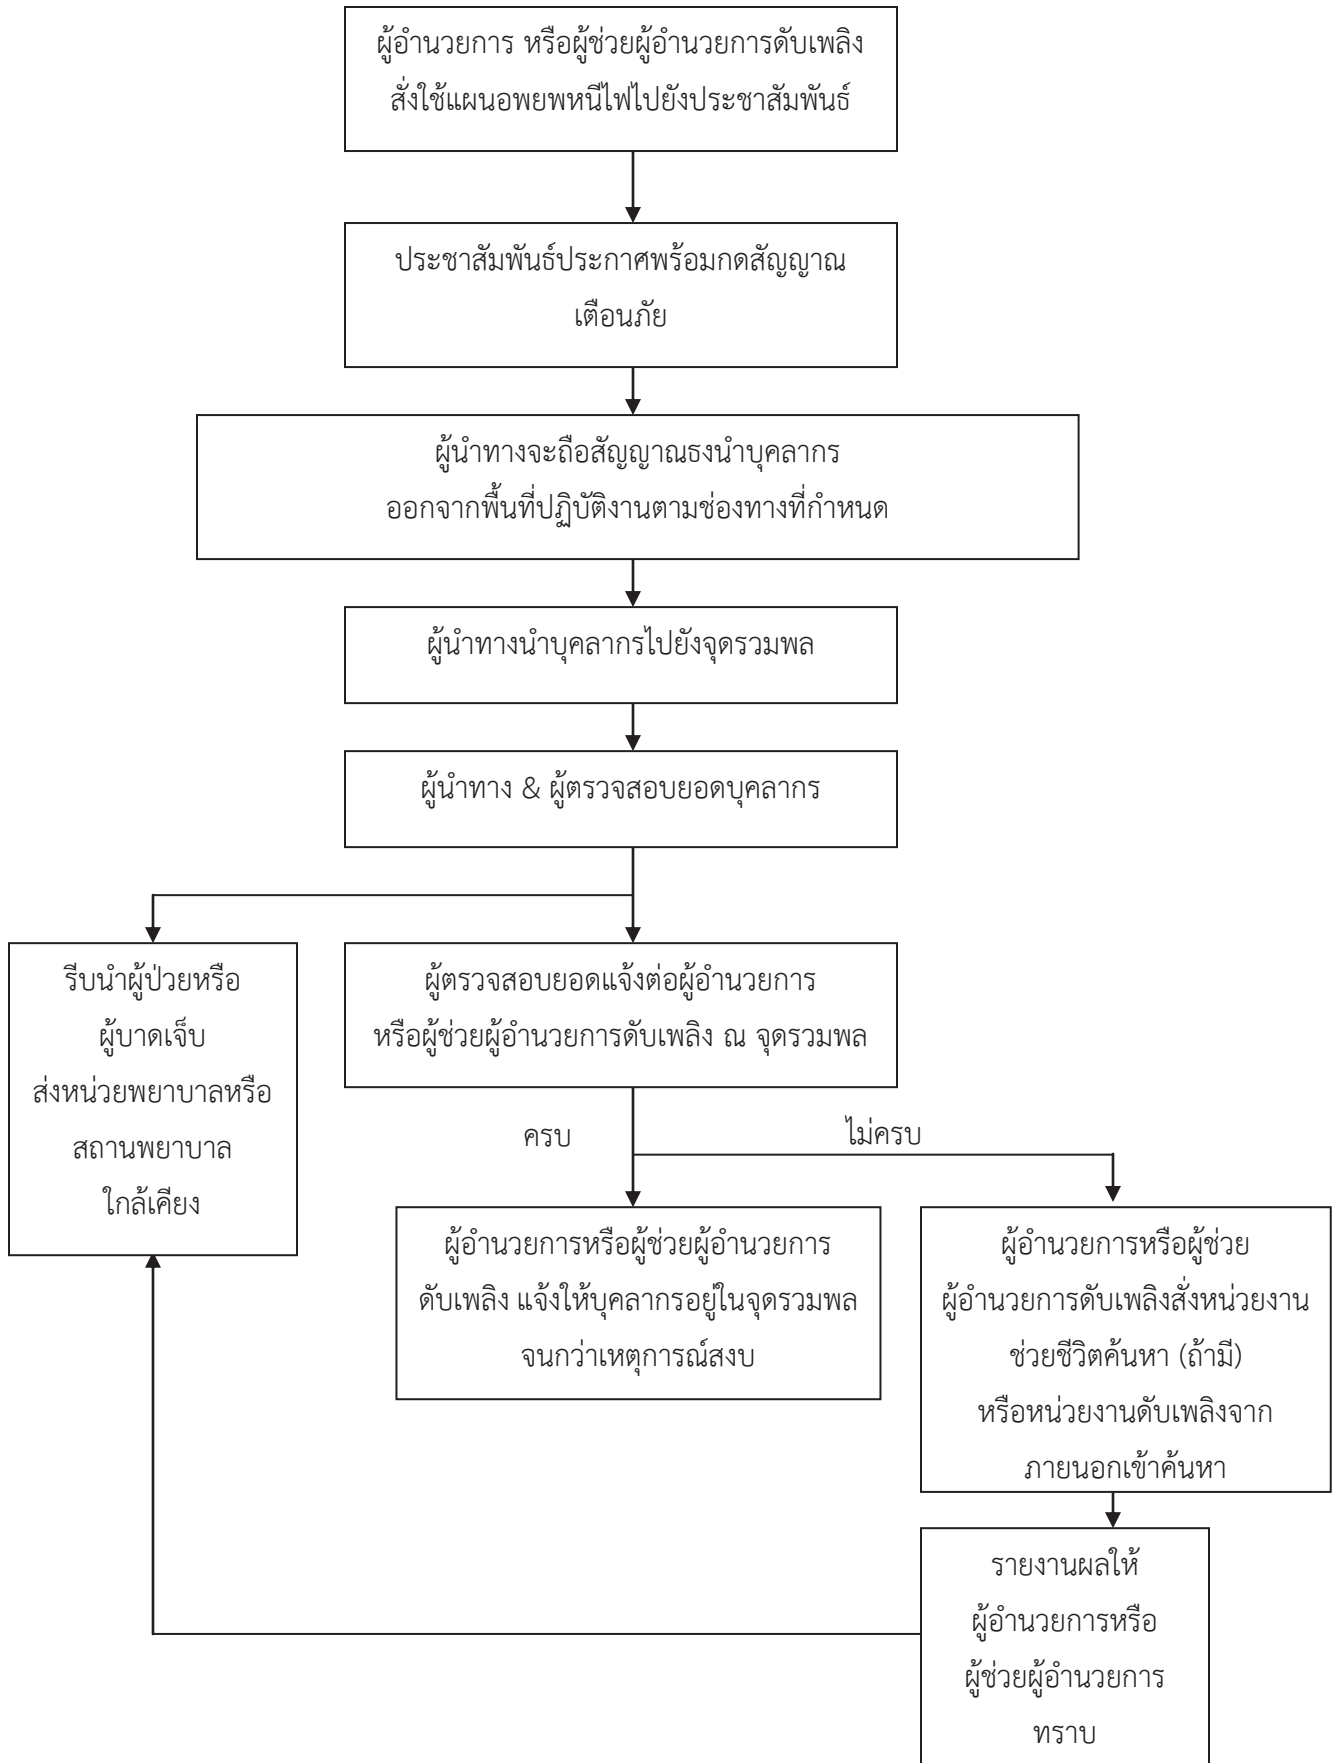 ผู้อำนวยการ หรือผู้ช่วยผู้อำนวยการดับเพลิง
สั่งใช้แผนอพยพหนีไฟไปยังประชาสัมพันธ์
ประชาสัมพันธ์ประกาศพร้อมกดสัญญาณ
เตือนภัย
ผู้นำทางจะถือสัญญาณธงนำบุคลากร
ออกจากพื้นที่ปฏิบัติงานตามช่องทางที่กำหนด
ผู้นำทางนำบุคลากรไปยังจุดรวมพล
ผู้นำทาง & ผู้ตรวจสอบยอดบุคลากร
รีบนำผู้ป่วยหรือ
ผู้บาดเจ็บ
ส่งหน่วยพยาบาลหรือ
สถานพยาบาล
ใกล้เคียง
ผู้ตรวจสอบยอดแจ้งต่อผู้อำนวยการ
หรือผู้ช่วยผู้อำนวยการดับเพลิง ณ จุดรวมพล
ครบ
ไม่ครบ
ผู้อำนวยการหรือผู้ช่วยผู้อำนวยการ
ดับเพลิง แจ้งให้บุคลากรอยู่ในจุดรวมพล
จนกว่าเหตุการณ์สงบ
ผู้อำนวยการหรือผู้ช่วย
ผู้อำนวยการดับเพลิงสั่งหน่วยงาน
ช่วยชีวิตค้นหา (ถ้ามี)
หรือหน่วยงานดับเพลิงจาก
ภายนอกเข้าค้นหา
รายงานผลให้
ผู้อำนวยการหรือ
ผู้ช่วยผู้อำนวยการ
ทราบ